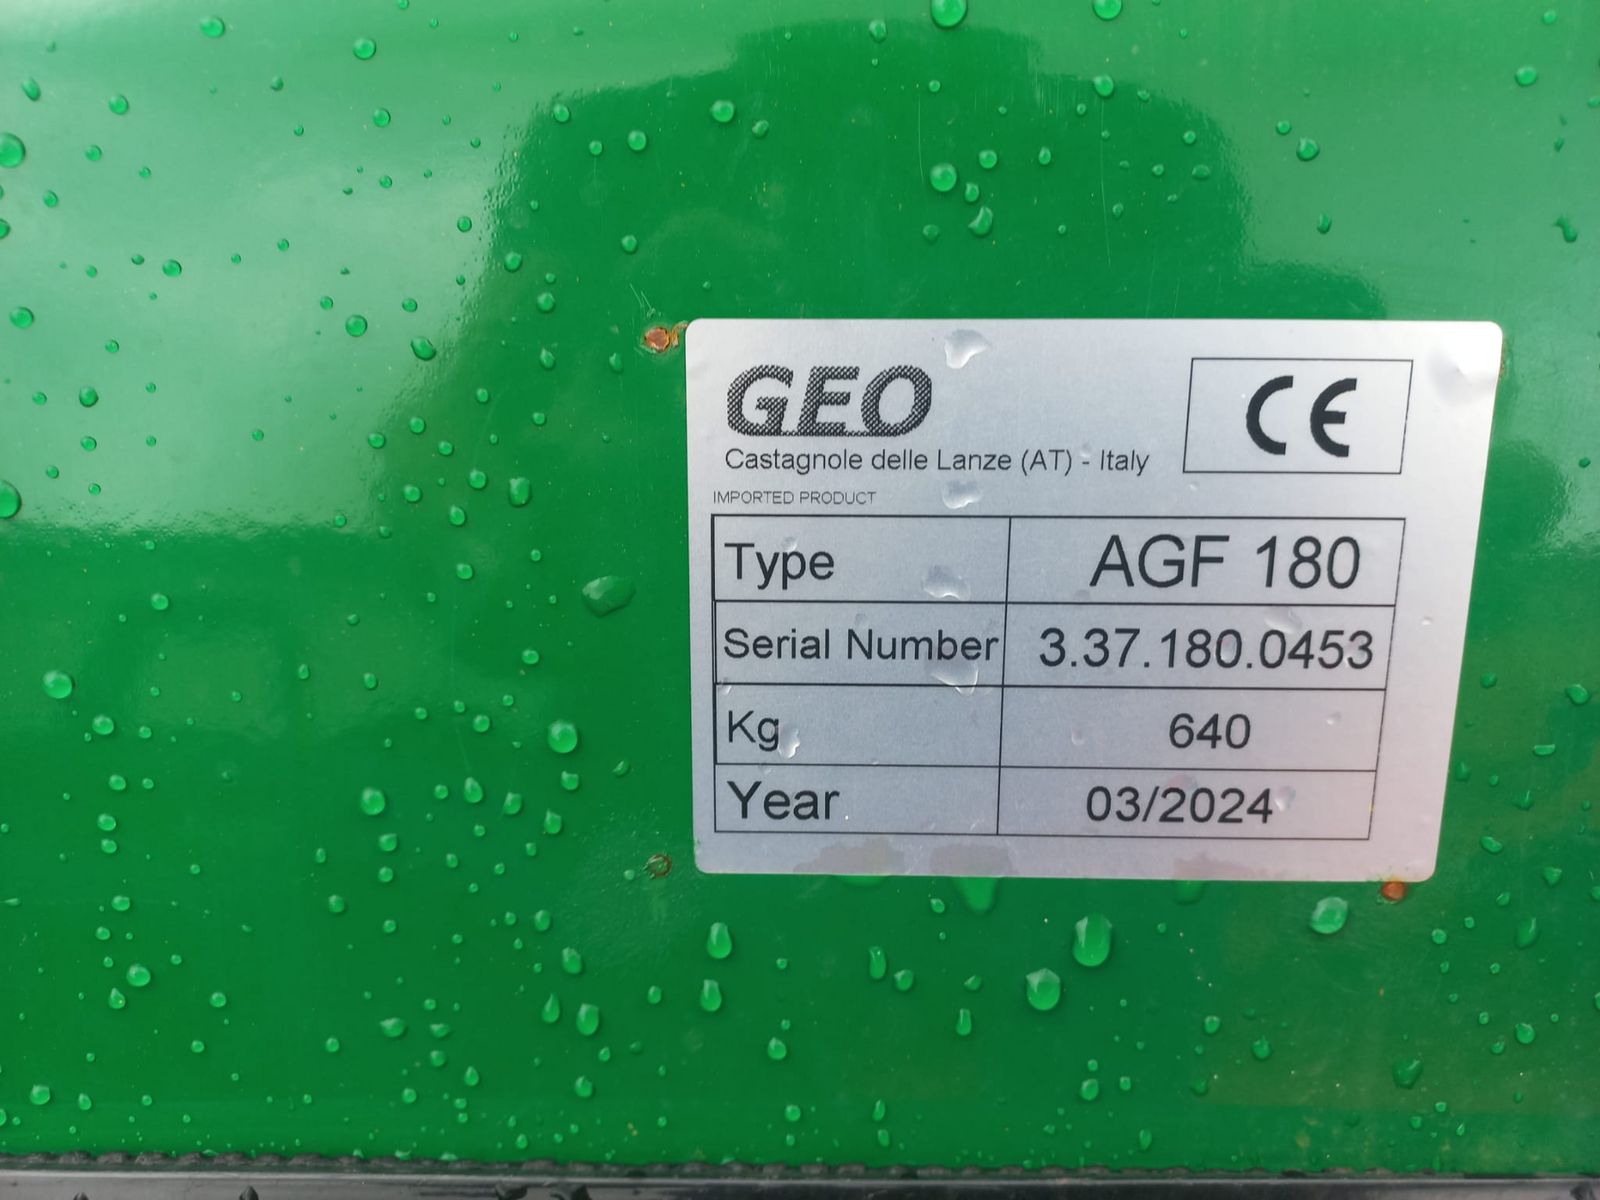 GEO
CE
Castagnole delle Lanze (AT) - Italy
IMPORTED PRODUCT
Type AGF 180
Serial Number 3.37.180.0453
Kg 640
Year 03/2024